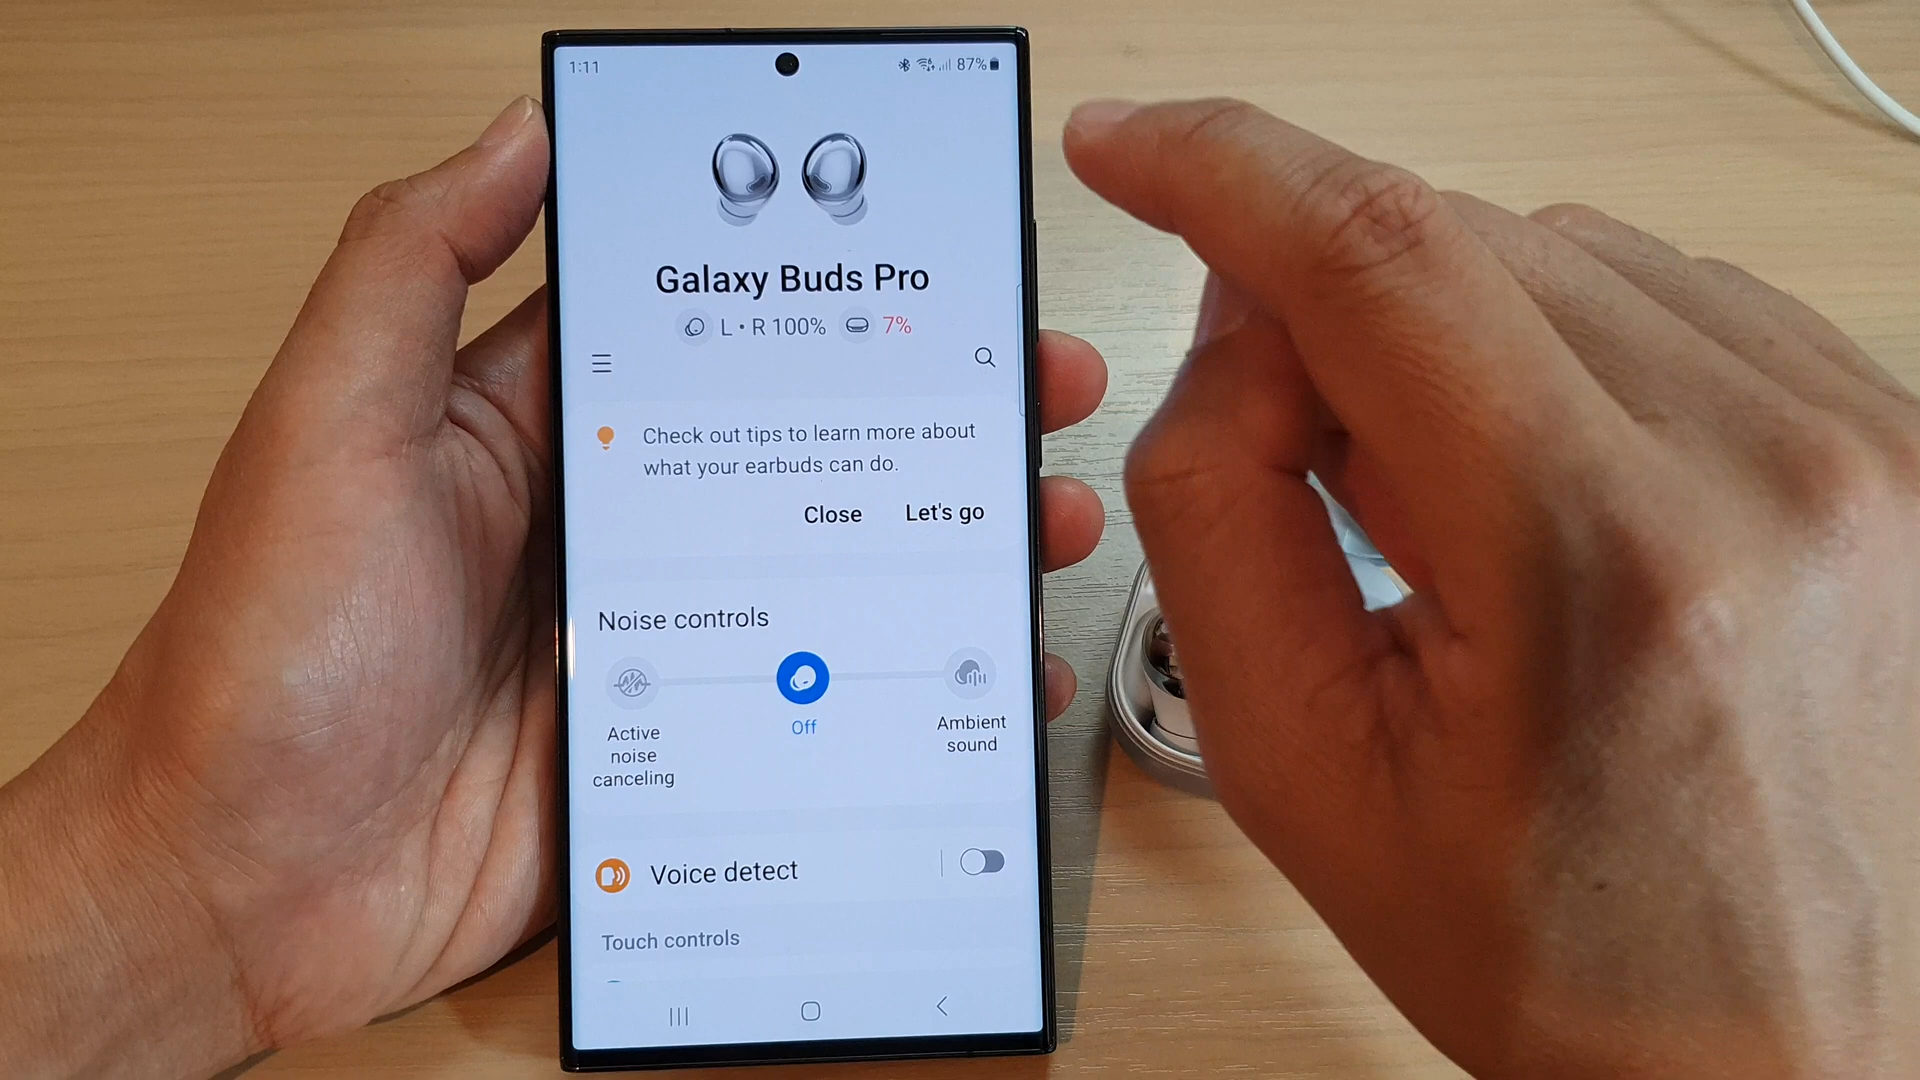 1:11 87%
Galaxy Buds Pro
L • R 100% 7%
Check out tips to learn more about
what your earbuds can do.
Close Let's go
Noise controls
Active
noise
canceling
Off
Ambient
sound
Voice detect
Touch controls